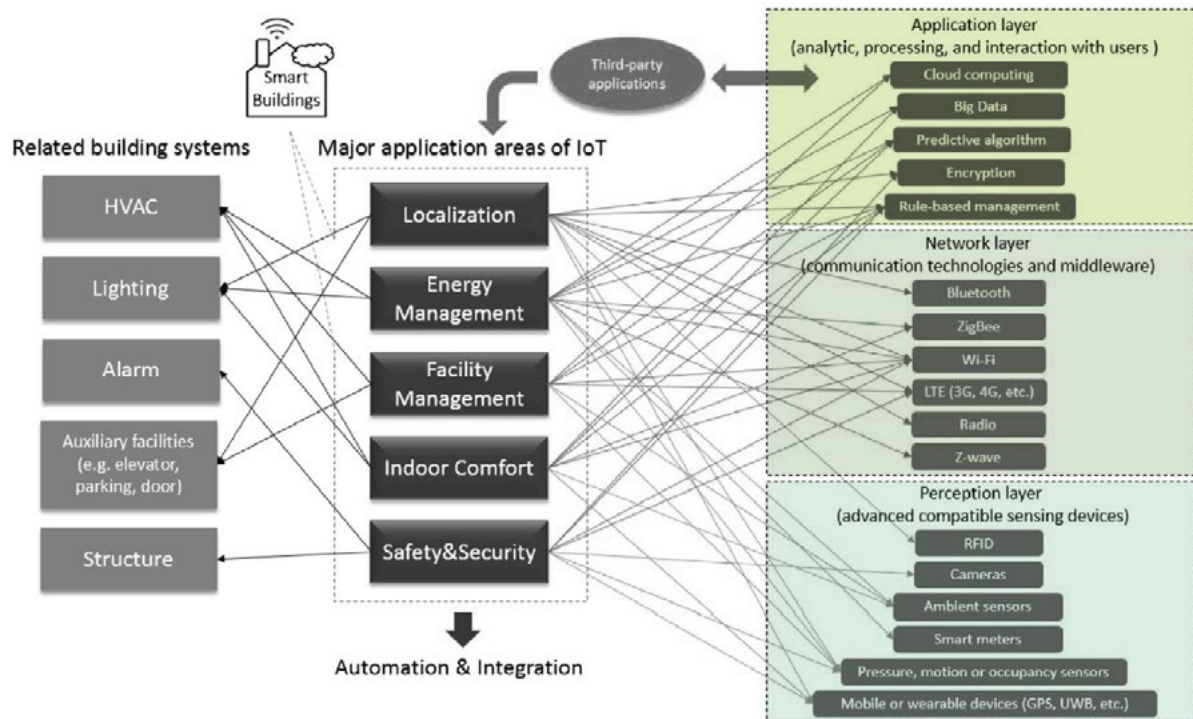 Smart
Buildings
Third-party
applications
Related building systems
HVAC
Lighting
Alarm
Auxiliary facilities
(e.g. elevator,
parking, door)
Structure
Major application areas of IoT
Localization
Energy
Management
Facility
Management
Indoor Comfort
Safety&Security
Automation & Integration
Application layer
(analytic, processing, and interaction with users )
Cloud computing
Big Data
Predictive algorithm
Encryption
Rule-based management
Network layer
(communication technologies and middleware)
Bluetooth
ZigBee
Wi-Fi
LTE (3G, 4G, etc.)
Radio
Z-wave
Perception layer
(advanced compatible sensing devices)
RFID
Cameras
Ambient sensors
Smart meters
Pressure, motion or occupancy sensors
Mobile or wearable devices (GPS, UWB, etc.)